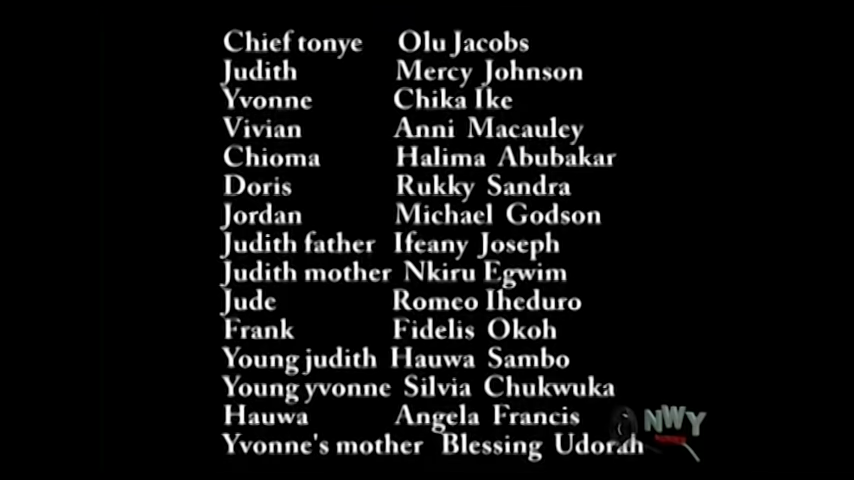 Chief tonye Olu Jacobs
Judith Mercy Johnson
Yvonne Chika Ike
Vivian Anni Macauley
Chioma Halima Abubakar
Doris Rukky Sandra
Jordan Michael Godson
Judith father Ifeany Joseph
Judith mother Nkiru Egwim
Jude Romeo Iheduro
Frank Fidelis Okoh
Young judith Hauwa Sambo
Young yvonne Silvia Chukwuka
Hauwa Angela Francis
Yvonne's mother Blessing Udorah
NWY